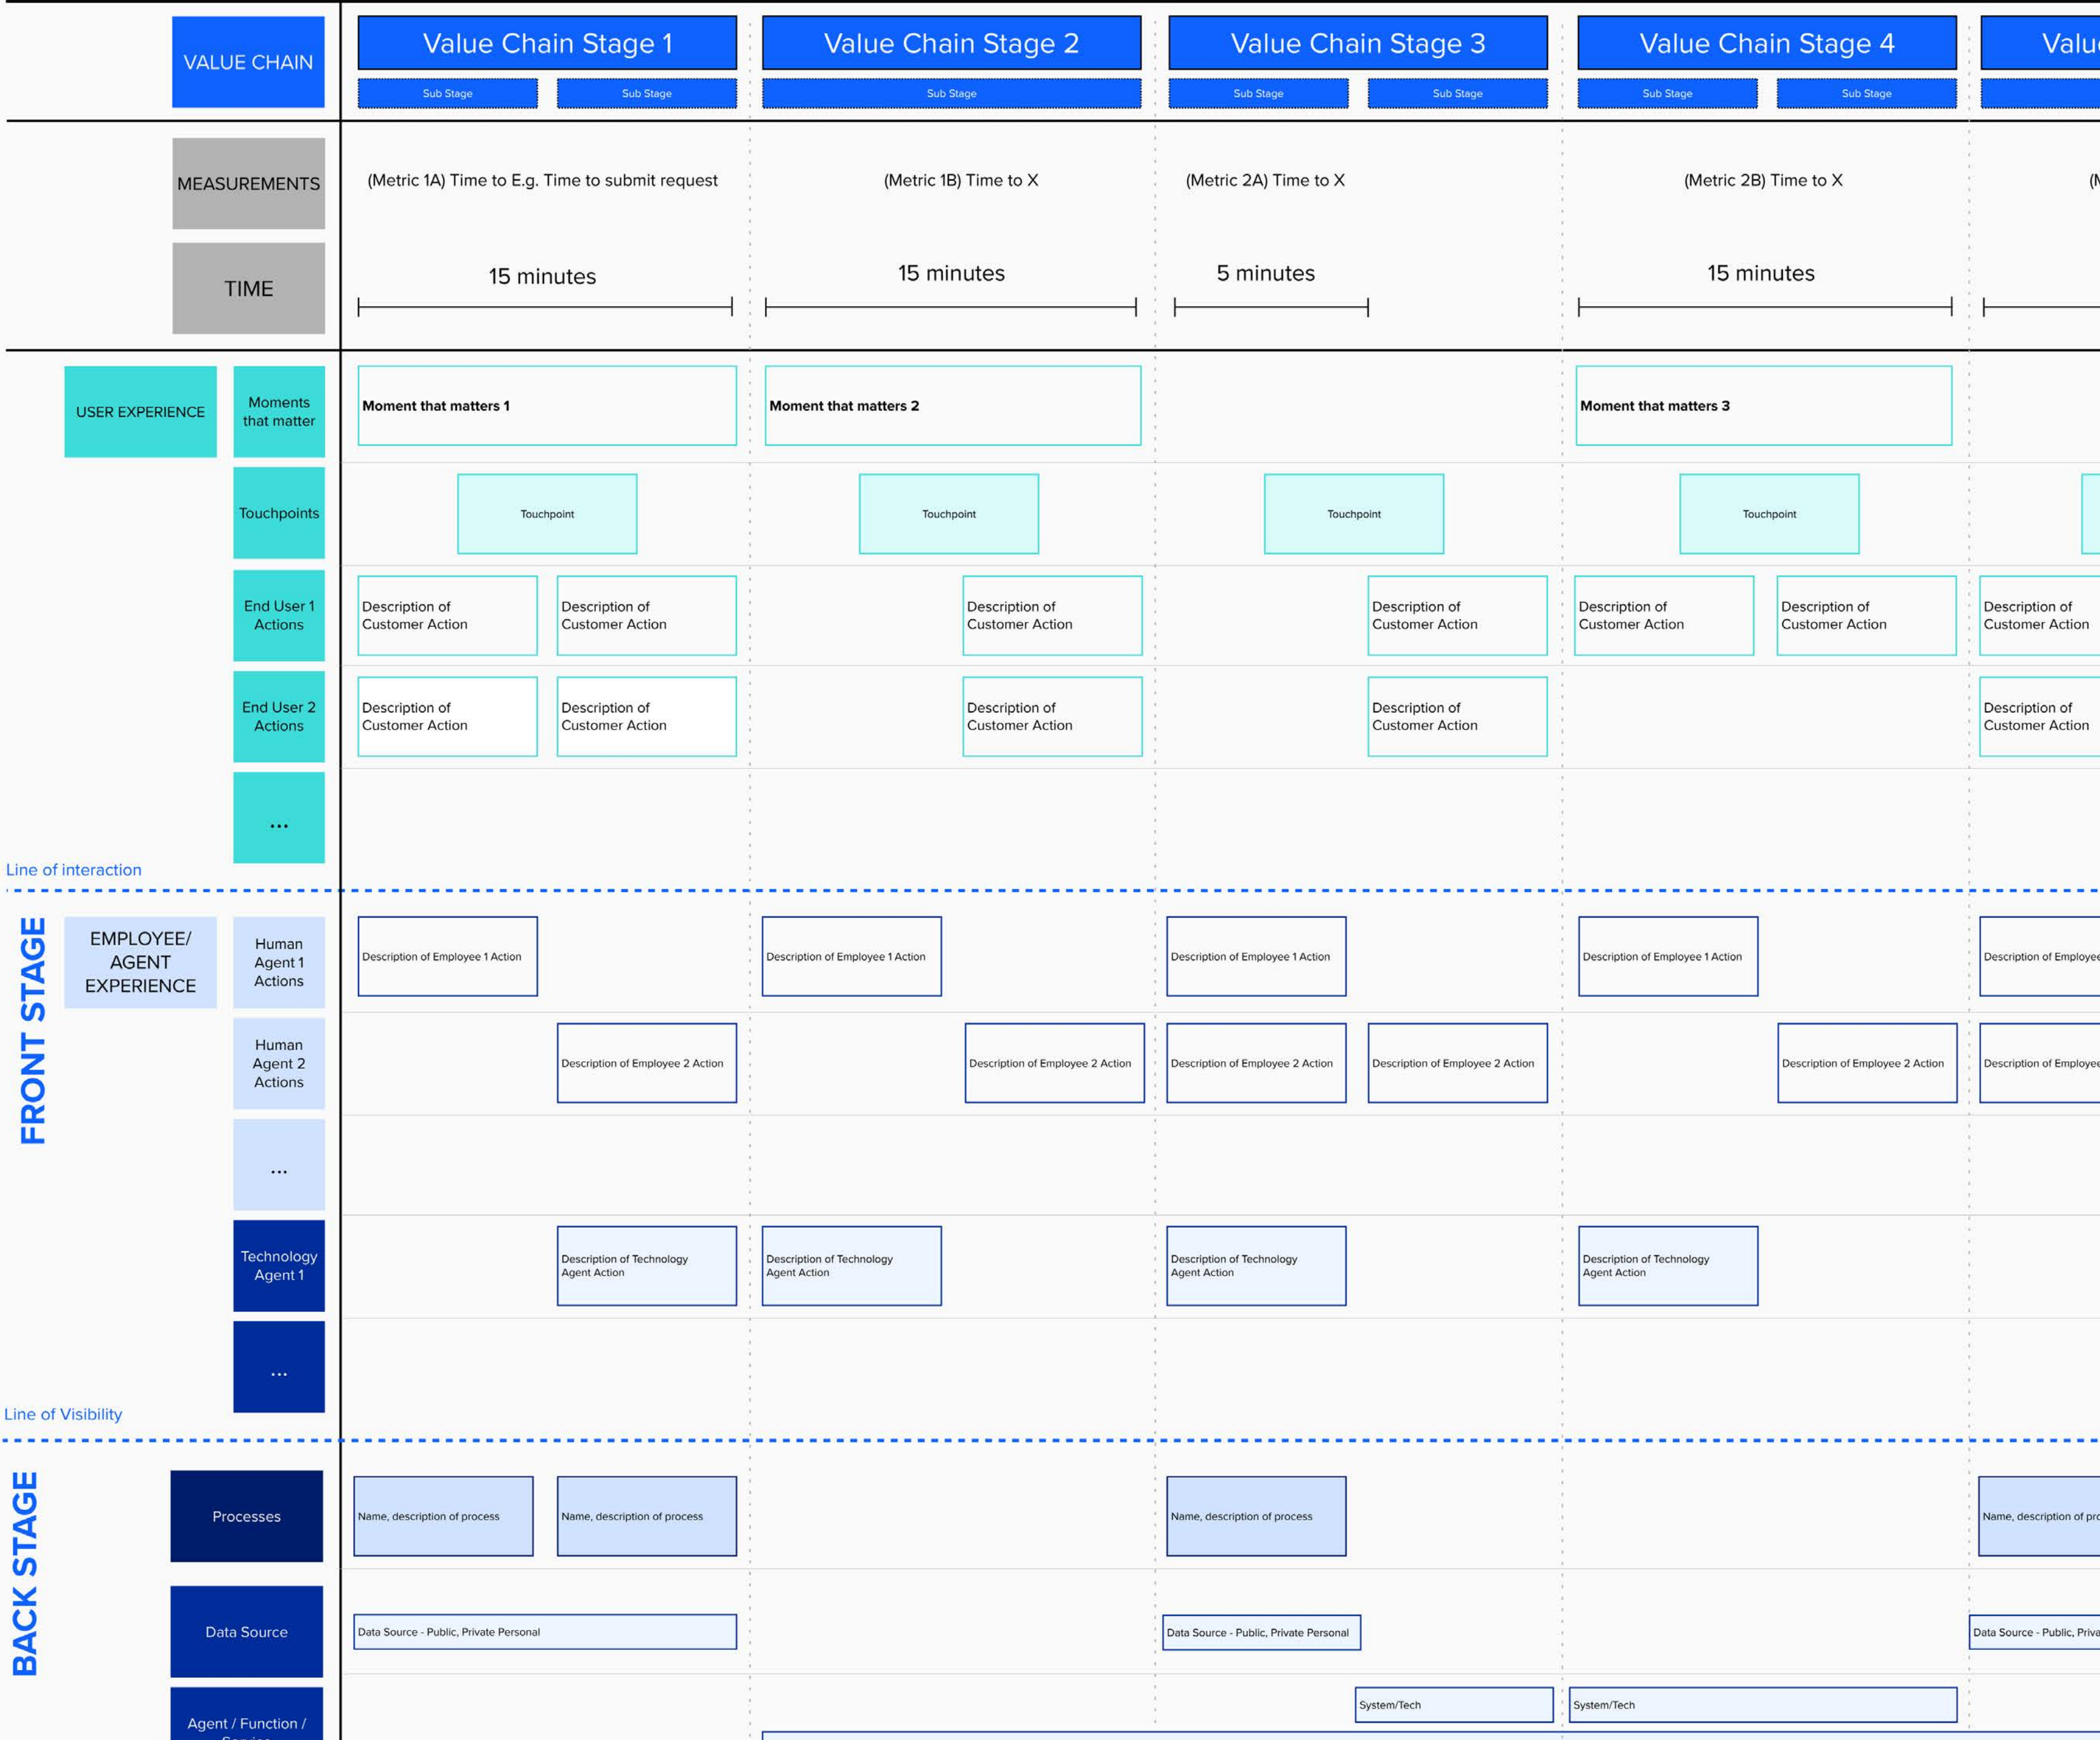 VALUE CHAIN
Value Chain Stage 1
Value Chain Stage 2
Value Chain Stage 3
Value Chain Stage 4
Sub Stage
Sub Stage
Sub Stage
Sub Stage
Sub Stage
Sub Stage
Sub Stage
MEASUREMENTS
(Metric 1A) Time to E.g. Time to submit request
(Metric 1B) Time to X
(Metric 2A) Time to X
(Metric 2B) Time to X
TIME
15 minutes
15 minutes
5 minutes
15 minutes
USER EXPERIENCE
Moments
that matter
Moment that matters 1
Moment that matters 2
Moment that matters 3
Touchpoints
Touchpoint
Touchpoint
Touchpoint
Touchpoint
End User 1
Actions
Description of
Customer Action
Description of
Customer Action
Description of
Customer Action
Description of
Customer Action
Description of
Customer Action
Description of
Customer Action
Description of
Customer Action
End User 2
Actions
Description of
Customer Action
Description of
Customer Action
Description of
Customer Action
Description of
Customer Action
Description of
Customer Action
...
Line of interaction
FRONT STAGE
EMPLOYEE/
AGENT
EXPERIENCE
Human
Agent 1
Actions
Description of Employee 1 Action
Description of Employee 1 Action
Description of Employee 1 Action
Description of Employee 1 Action
Description of Employee
Human
Agent 2
Actions
Description of Employee 2 Action
Description of Employee 2 Action
Description of Employee 2 Action
Description of Employee 2 Action
Description of Employee 2 Action
Description of Employee
...
Technology
Agent 1
Description of Technology
Agent Action
Description of Technology
Agent Action
Description of Technology
Agent Action
Description of Technology
Agent Action
...
Line of Visibility
BACK STAGE
Processes
Name, description of process
Name, description of process
Name, description of process
Name, description of
Data Source
Data Source - Public, Private Personal
Data Source - Public, Private Personal
Data Source - Public,
Agent / Function /
System/Tech
System/Tech